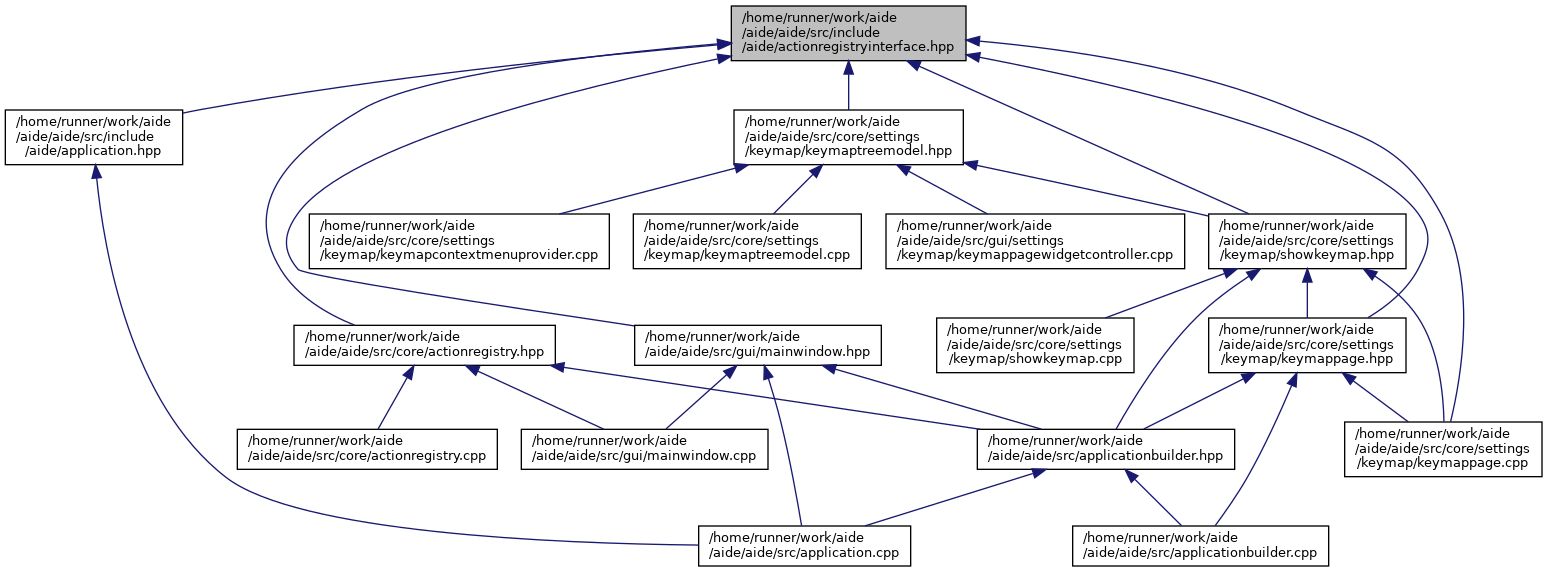 /home/runner/work/aide
/aide/aide/src/include
/aide/actionregistryinterface.hpp
/home/runner/work/aide
/aide/aide/src/include
/aide/application.hpp
/home/runner/work/aide
/aide/aide/src/core/settings
/keymap/keymaptreemodel.hpp
/home/runner/work/aide
/aide/aide/src/core/settings
/keymap/keymapcontextmenuprovider.cpp
/home/runner/work/aide
/aide/aide/src/core/settings
/keymap/keymaptreemodel.cpp
/home/runner/work/aide
/aide/aide/src/gui/settings
/keymap/keymappagewidgetcontroller.cpp
/home/runner/work/aide
/aide/aide/src/core/settings
/keymap/showkeymap.hpp
/home/runner/work/aide
/aide/aide/src/core/actionregistry.hpp
/home/runner/work/aide
/aide/aide/src/gui/mainwindow.hpp
/home/runner/work/aide
/aide/aide/src/core/settings
/keymap/showkeymap.cpp
/home/runner/work/aide
/aide/aide/src/core/settings
/keymap/keymappage.hpp
/home/runner/work/aide
/aide/aide/src/core/actionregistry.cpp
/home/runner/work/aide
/aide/aide/src/gui/mainwindow.cpp
/home/runner/work/aide
/aide/aide/src/applicationbuilder.hpp
/home/runner/work/aide
/aide/aide/src/core/settings
/keymap/keymappage.cpp
/home/runner/work/aide
/aide/aide/src/application.cpp
/home/runner/work/aide
/aide/aide/src/applicationbuilder.cpp